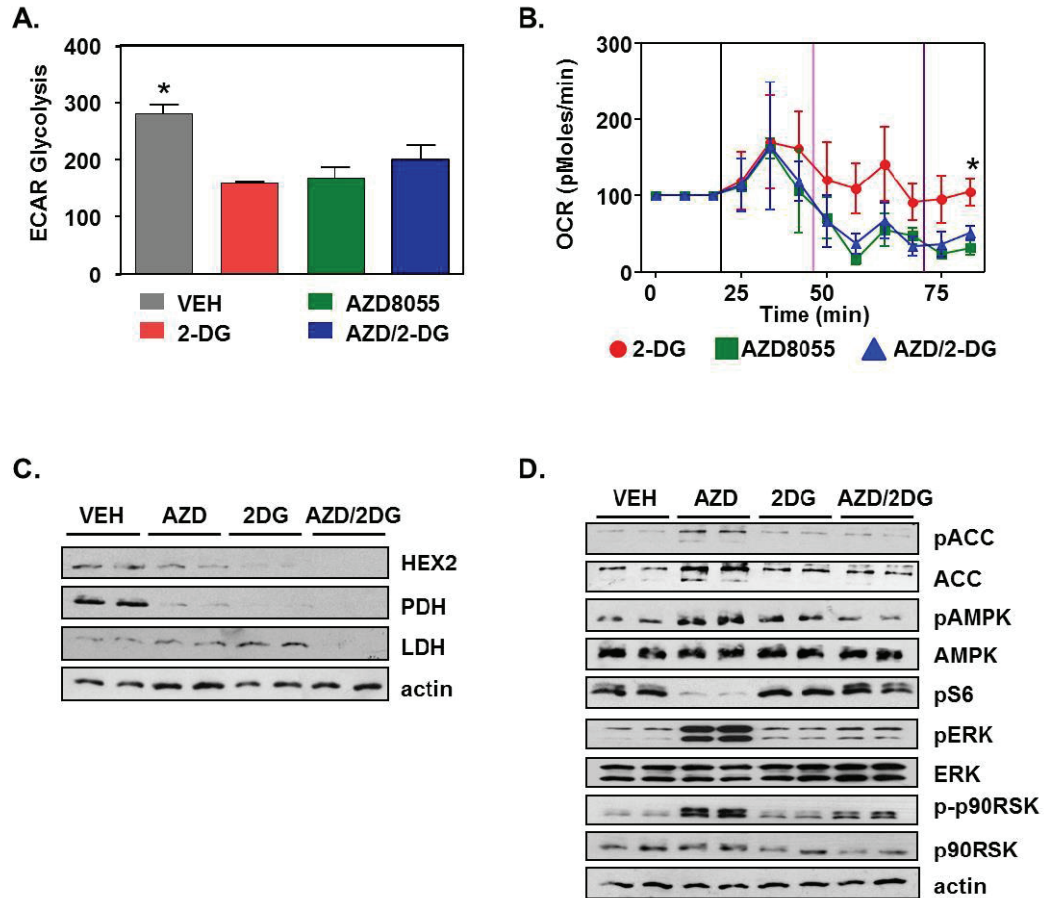 A.
ECAR Glycolysis
400
300
200
100
0
*
VEH
AZD8055
2-DG
AZD/2-DG
B.
OCR (pMoles/min)
300
200
100
0
*
0
25
50
75
Time (min)
2-DG
AZD8055
AZD/2-DG
C.
VEH
AZD
2DG
AZD/2DG
HEX2
PDH
LDH
actin
D.
VEH
AZD
2DG
AZD/2DG
pACC
ACC
pAMPK
AMPK
pS6
pERK
ERK
p-p90RSK
p90RSK
actin